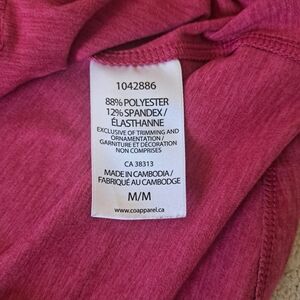 1042886
88% POLYESTER
12% SPANDEX/
ÉLASTHANNE
EXCLUSIVE OF TRIMMING AND
ORNAMENTATION/
GARNITURE ET DÉCORATION
NON COMPRISES
CA 38313
MADE IN CAMBODIA/
FABRIQUÉ AU CAMBODGE
M/M
www.coapparel.ca